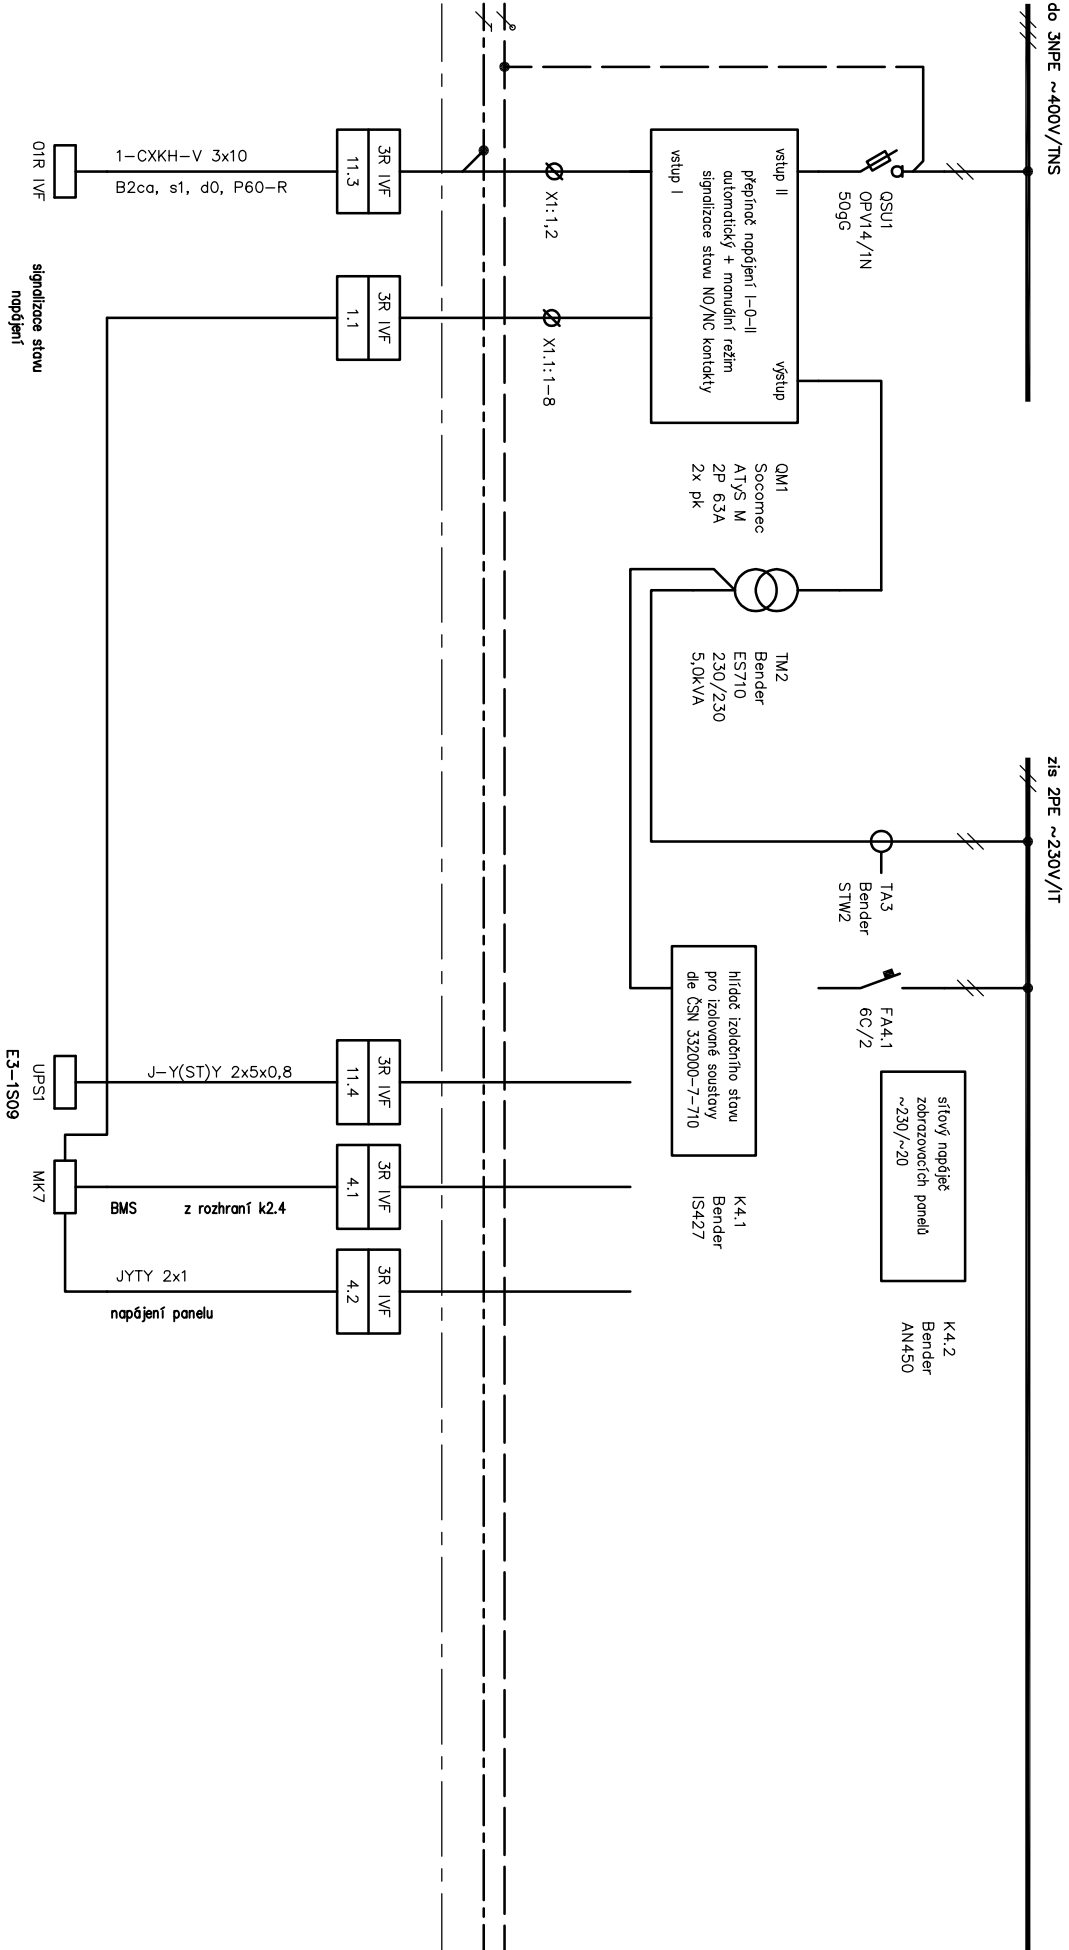 do 3NPE ~400V/TNS
zis 2PE ~230V/IT
QSU1
OPV14/1N
50gG
vstup II
výstup
přepínač napájení I-0-II
automatický + manuální režim
signalizace stavu NO/NC kontakty
vstup I
QM1
Socomec
ATyS M
2P 63A
2x pk
TM2
Bender
ES710
230/230
5,0kVA
TA3
Bender
STW2
FA4.1
6C/2
síťový napáječ
zobrazovacích panelů
~230/~20
K4.2
Bender
AN450
hlídač izolačního stavu
pro izolované soustavy
dle ČSN 332000-7-710
K4.1
Bender
IS427
X1:1,2
X1.1:1-8
3R IVF
11.3
3R IVF
1.1
3R IVF
11.4
3R IVF
4.1
3R IVF
4.2
1-CXKH-V 3x10
B2ca, s1, d0, P60-R
J-Y(ST)Y 2x5x0,8
BMS z rozhraní k2.4
JYTY 2x1
napájení panelu
01R IVF
signalizace stavu
napájení
UPS1
MK7
E3-1S09